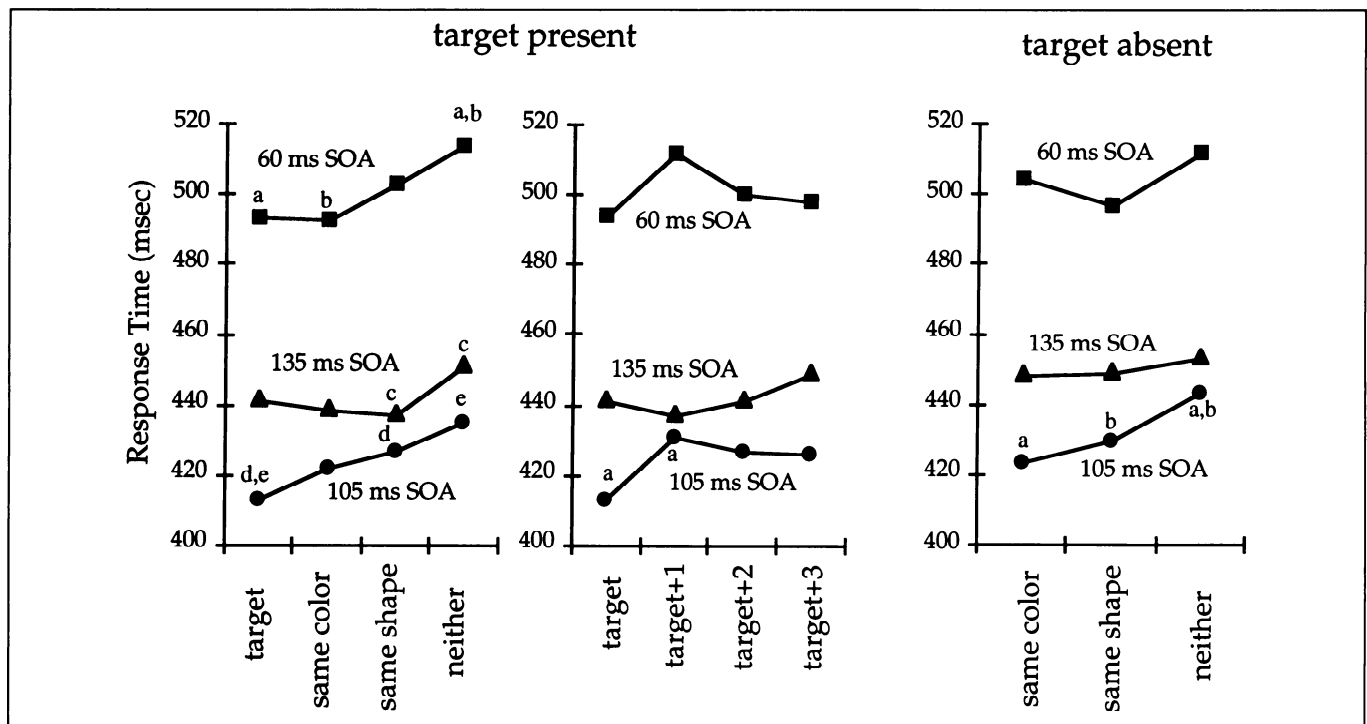 target present
target absent
Response Time (msec)
520
500
480
460
440
420
400
60 ms SOA
a
b
a,b
135 ms SOA
c
c
d,e
d
e
105 ms SOA
target
same color
same shape
neither
520
500
480
460
440
420
400
60 ms SOA
135 ms SOA
a
a
105 ms SOA
target
target+1
target+2
target+3
520
500
480
460
440
420
400
60 ms SOA
135 ms SOA
a
b
a,b
105 ms SOA
same color
same shape
neither